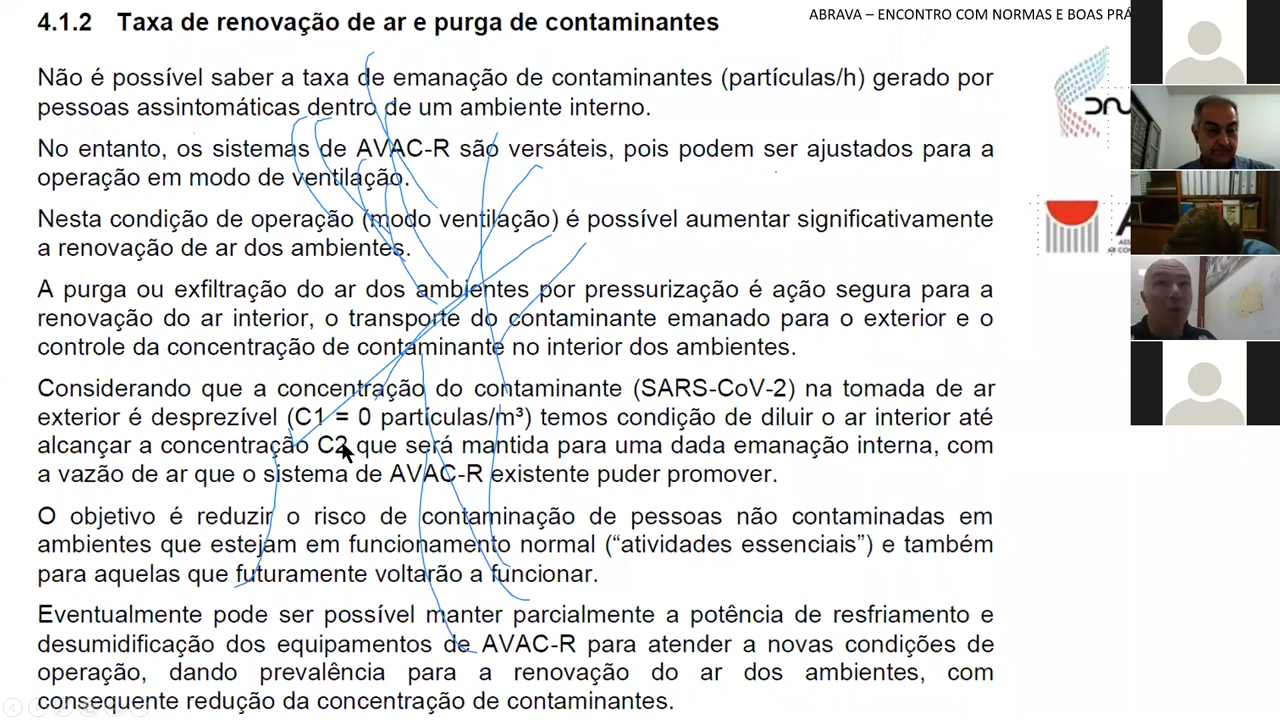 ABRAVA – ENCONTRO COM NORMAS E BOAS PRÁ
4.1.2 Taxa de renovação de ar e purga de contaminantes
Não é possível saber a taxa de emanação de contaminantes (partículas/h) gerado por
pessoas assintomáticas dentro de um ambiente interno.
No entanto, os sistemas de AVAC-R são versáteis, pois podem ser ajustados para a
operação em modo de ventilação.
Nesta condição de operação (modo ventilação) é possível aumentar significativamente
a renovação de ar dos ambientes.
A purga ou exfiltração do ar dos ambientes por pressurização é ação segura para a
renovação do ar interior, o transporte do contaminante emanado para o exterior e o
controle da concentração de contaminante no interior dos ambientes.
Considerando que a concentração do contaminante (SARS-CoV-2) na tomada de ar
exterior é desprezível (C1 = 0 partículas/m³) temos condição de diluir o ar interior até
alcançar a concentração C2 que será mantida para uma dada emanação interna, com
a vazão de ar que o sistema de AVAC-R existente puder promover.
O objetivo é reduzir o risco de contaminação de pessoas não contaminadas em
ambientes que estejam em funcionamento normal (“atividades essenciais”) e também
para aquelas que futuramente voltarão a funcionar.
Eventualmente pode ser possível manter parcialmente a potência de resfriamento e
desumidificação dos equipamentos de AVAC-R para atender a novas condições de
operação, dando prevalência para a renovação do ar dos ambientes, com
consequente redução da concentração de contaminantes.